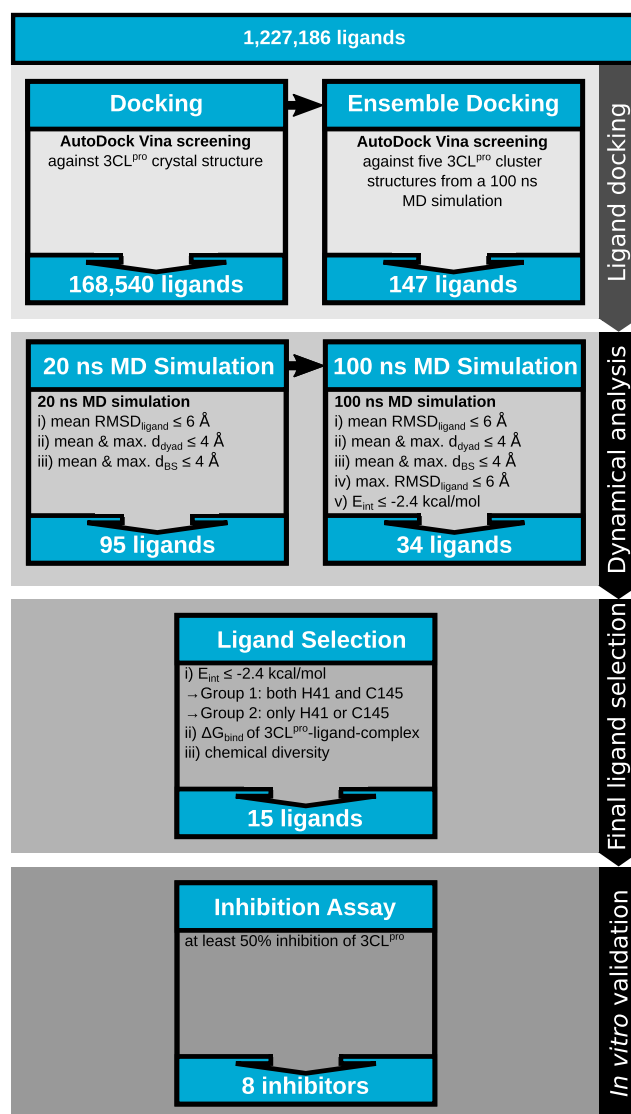 1,227,186 ligands
Docking
AutoDock Vina screening
against 3CLpro crystal structure
168,540 ligands
Ensemble Docking
AutoDock Vina screening
against five 3CLpro cluster
structures from a 100 ns
MD simulation
147 ligands
Ligand docking
20 ns MD Simulation
20 ns MD simulation
i) mean RMSDligand ≤ 6 Å
ii) mean & max. ddyad ≤ 4 Å
iii) mean & max. dBS ≤ 4 Å
95 ligands
100 ns MD Simulation
100 ns MD simulation
i) mean RMSDligand ≤ 6 Å
ii) mean & max. ddyad ≤ 4 Å
iii) mean & max. dBS ≤ 4 Å
iv) max. RMSDligand ≤ 6 Å
v) Eint ≤ -2.4 kcal/mol
34 ligands
Dynamical analysis
Ligand Selection
i) Eint ≤ -2.4 kcal/mol
→Group 1: both H41 and C145
→Group 2: only H41 or C145
ii) ΔGbind of 3CLpro-ligand-complex
iii) chemical diversity
15 ligands
Final ligand selection
Inhibition Assay
at least 50% inhibition of 3CLpro
8 inhibitors
In vitro validation